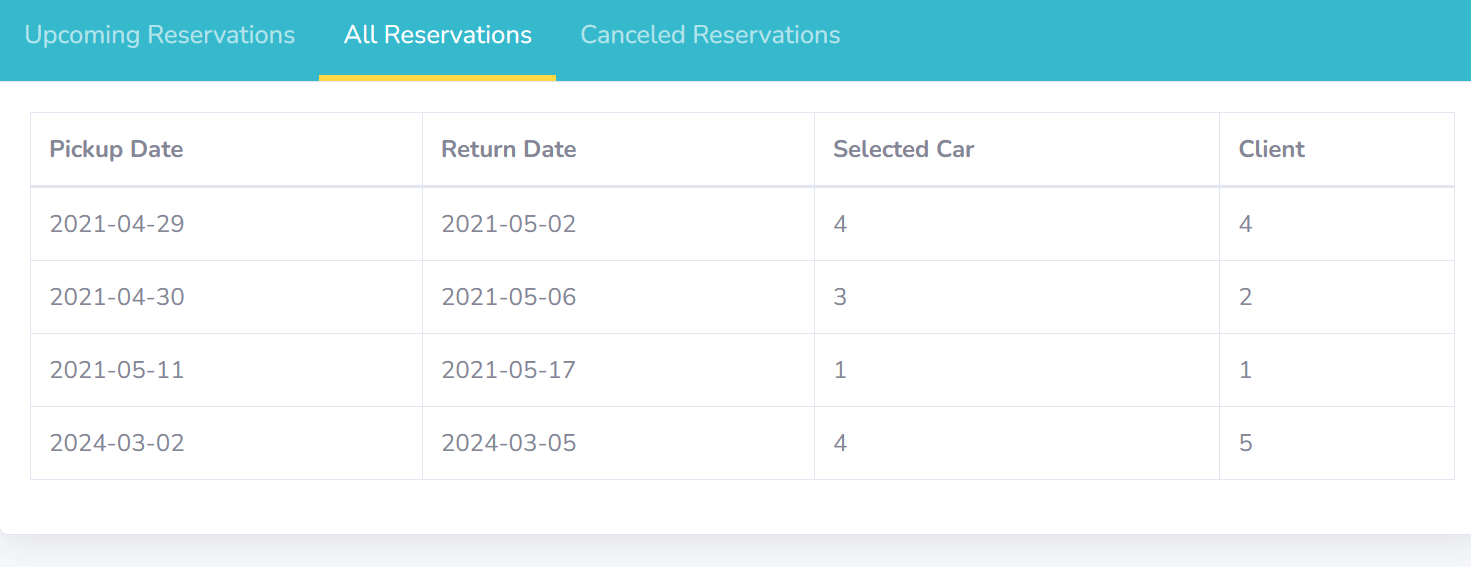 Upcoming Reservations All Reservations Canceled Reservations
Pickup Date Return Date Selected Car Client
2021-04-29 2021-05-02 4 4
2021-04-30 2021-05-06 3 2
2021-05-11 2021-05-17 1 1
2024-03-02 2024-03-05 4 5